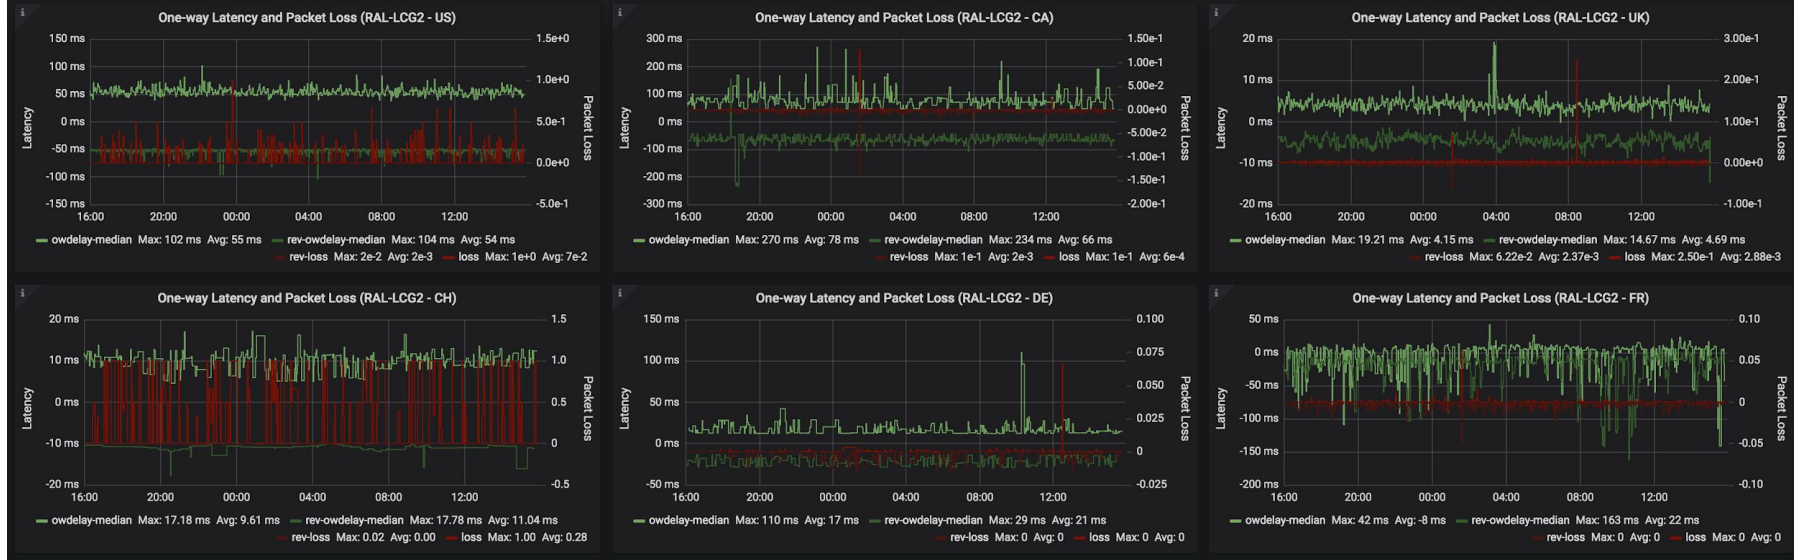 One-way Latency and Packet Loss (RAL-LCG2 - US)
150 ms
100 ms
50 ms
0 ms
-50 ms
-100 ms
-150 ms
Latency
1.5e+0
1.0e+0
5.0e-1
0.0e+0
-5.0e-1
Packet Loss
16:00 20:00 00:00 04:00 08:00 12:00
owdelay-median Max: 102 ms Avg: 55 ms rev-owdelay-median Max: 104 ms Avg: 54 ms
rev-loss Max: 2e-2 Avg: 2e-3 loss Max: 1e+0 Avg: 7e-2
One-way Latency and Packet Loss (RAL-LCG2 - CA)
300 ms
200 ms
100 ms
0 ms
-100 ms
-200 ms
-300 ms
Latency
1.50e-1
1.00e-1
5.00e-2
0.00e+0
-5.00e-2
-1.00e-1
-1.50e-1
-2.00e-1
Packet Loss
16:00 20:00 00:00 04:00 08:00 12:00
owdelay-median Max: 270 ms Avg: 78 ms rev-owdelay-median Max: 234 ms Avg: 66 ms
rev-loss Max: 1e-1 Avg: 2e-3 loss Max: 1e-1 Avg: 6e-4
One-way Latency and Packet Loss (RAL-LCG2 - UK)
20 ms
10 ms
0 ms
-10 ms
-20 ms
Latency
3.00e-1
2.00e-1
1.00e-1
0.00e+0
-1.00e-1
Packet Loss
16:00 20:00 00:00 04:00 08:00 12:00
owdelay-median Max: 19.21 ms Avg: 4.15 ms rev-owdelay-median Max: 14.67 ms Avg: 4.69 ms
rev-loss Max: 6.22e-2 Avg: 2.37e-3 loss Max: 2.50e-1 Avg: 2.88e-3
One-way Latency and Packet Loss (RAL-LCG2 - CH)
20 ms
10 ms
0 ms
-10 ms
-20 ms
Latency
1.5
1.0
0.5
0
-0.5
Packet Loss
16:00 20:00 00:00 04:00 08:00 12:00
owdelay-median Max: 17.18 ms Avg: 9.61 ms rev-owdelay-median Max: 17.78 ms Avg: 11.04 ms
rev-loss Max: 0.02 Avg: 0.00 loss Max: 1.00 Avg: 0.28
One-way Latency and Packet Loss (RAL-LCG2 - DE)
150 ms
100 ms
50 ms
0 ms
-50 ms
Latency
0.100
0.075
0.050
0.025
0
-0.025
Packet Loss
16:00 20:00 00:00 04:00 08:00 12:00
owdelay-median Max: 110 ms Avg: 17 ms rev-owdelay-median Max: 29 ms Avg: 21 ms
rev-loss Max: 0 Avg: 0 loss Max: 0 Avg: 0
One-way Latency and Packet Loss (RAL-LCG2 - FR)
50 ms
0 ms
-50 ms
-100 ms
-150 ms
-200 ms
Latency
0.10
0.05
0
-0.05
-0.10
Packet Loss
16:00 20:00 00:00 04:00 08:00 12:00
owdelay-median Max: 42 ms Avg: -8 ms rev-owdelay-median Max: 163 ms Avg: 22 ms
rev-loss Max: 0 Avg: 0 loss Max: 0 Avg: 0